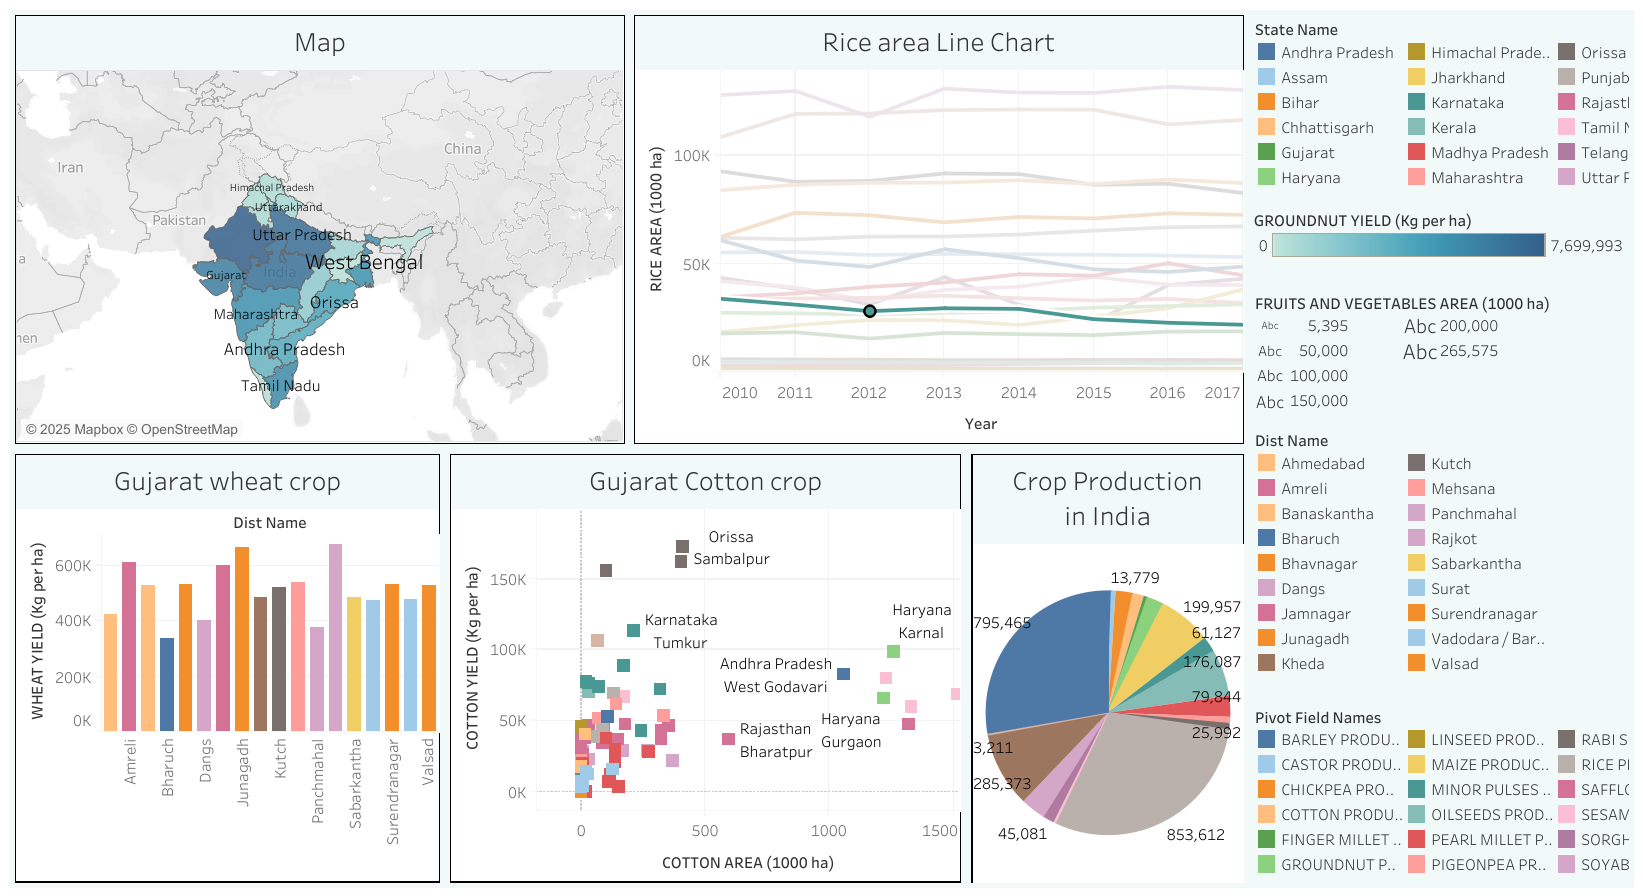 Map
Iran
China
Pakistan
Himachal Pradesh
Uttarakhand
Uttar Pradesh
West Bengal
Gujarat
India
Orissa
Maharashtra
Andhra Pradesh
Tamil Nadu
a
nen
© 2025 Mapbox © OpenStreetMap
Rice area Line Chart
RICE AREA (1000 ha)
100K
50K
0K
2010 2011 2012 2013 2014 2015 2016 2017
Year
State Name
Andhra Pradesh Himachal Prade.. Orissa
Assam Jharkhand Punjab
Bihar Karnataka Rajast
Chhattisgarh Kerala Tamil
Gujarat Madhya Pradesh Telang
Haryana Maharashtra Uttar
GROUNDNUT YIELD (Kg per ha)
0 7,699,993
FRUITS AND VEGETABLES AREA (1000 ha)
Abc 5,395 Abc 200,000
Abc 50,000 Abc 265,575
Abc 100,000
Abc 150,000
Dist Name
Ahmedabad Kutch
Amreli Mehsana
Banaskantha Panchmahal
Bharuch Rajkot
Bhavnagar Sabarkantha
Dangs Surat
Jamnagar Surendranagar
Junagadh Vadodara / Bar..
Kheda Valsad
Pivot Field Names
BARLEY PRODU.. LINSEED PROD.. RABI S
CASTOR PRODU.. MAIZE PRODUC.. RICE P
CHICKPEA PRO.. MINOR PULSES .. SAFFL
COTTON PRODU.. OILSEEDS PROD.. SESAM
FINGER MILLET .. PEARL MILLET P.. SORGH
GROUNDNUT P.. PIGEONPEA PR.. SOYAB
Gujarat wheat crop
Dist Name
WHEAT YIELD (Kg per ha)
600K
400K
200K
0K
Amreli
Bharuch
Dangs
Junagadh
Kutch
Panchmahal
Sabarkantha
Surendranagar
Valsad
Gujarat Cotton crop
COTTON YIELD (Kg per ha)
150K
100K
50K
0K
Orissa
Sambalpur
Karnataka
Tumkur
Haryana
Karnal
Andhra Pradesh
West Godavari
Haryana
Gurgaon
Rajasthan
Bharatpur
0 500 1000 1500
COTTON AREA (1000 ha)
Crop Production
in India
13,779
199,957
795,465
61,127
176,087
79,844
25,992
3,211
285,373
45,081
853,612